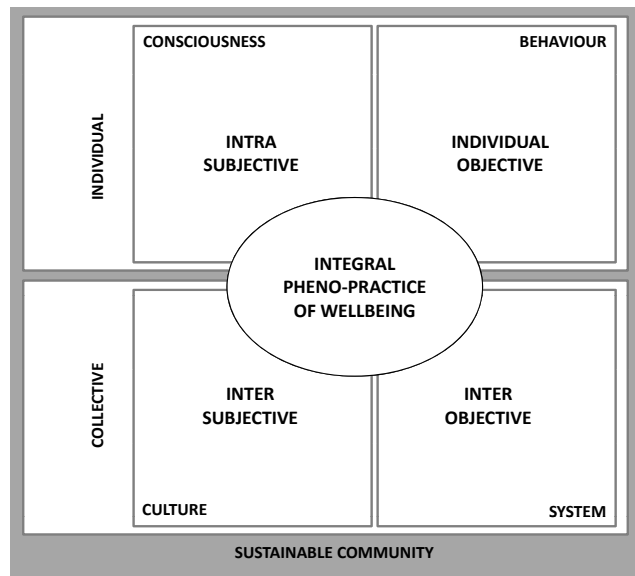 CONSCIOUSNESS
BEHAVIOUR
INDIVIDUAL
INTRA
SUBJECTIVE
INDIVIDUAL
OBJECTIVE
INTEGRAL
PHENO-PRACTICE
OF WELLBEING
COLLECTIVE
INTER
SUBJECTIVE
INTER
OBJECTIVE
CULTURE
SYSTEM
SUSTAINABLE COMMUNITY